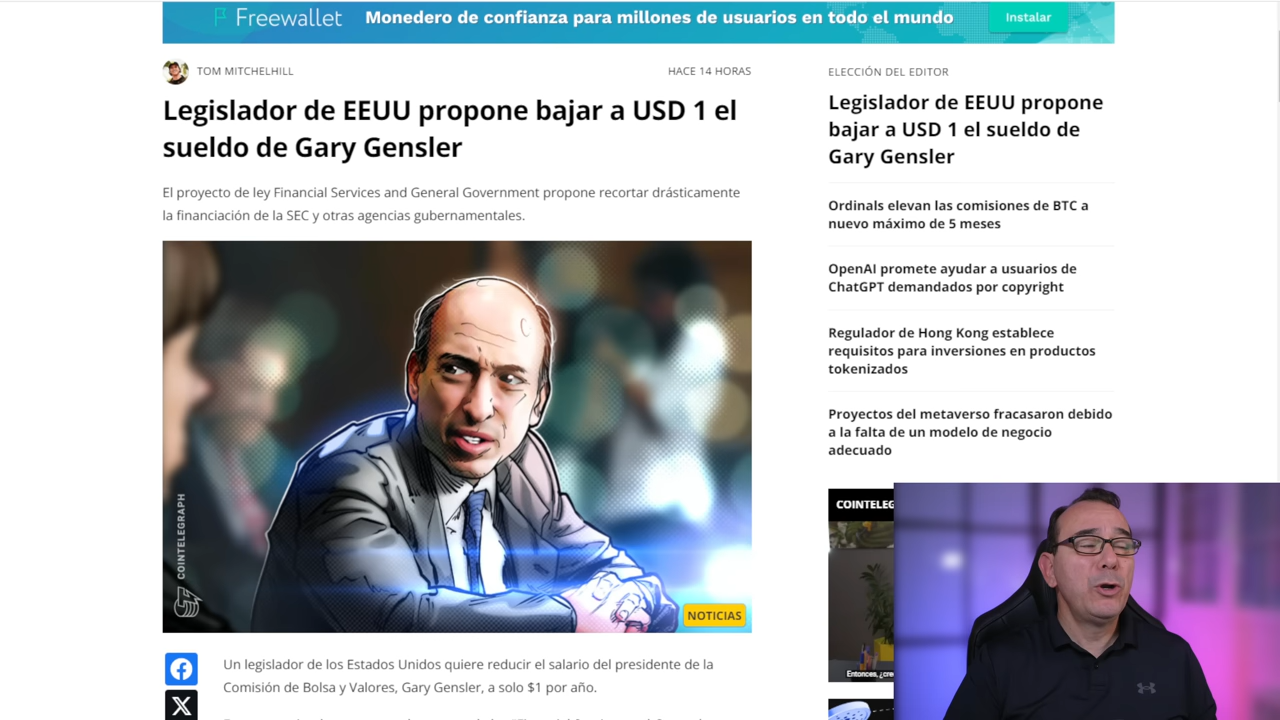 Freewallet
Monedero de confianza para millones de usuarios en todo el mundo
Instalar
TOM MITCHELHILL
HACE 14 HORAS
Legislador de EEUU propone bajar a USD 1 el
sueldo de Gary Gensler
El proyecto de ley Financial Services and General Government propone recortar drásticamente
la financiación de la SEC y otras agencias gubernamentales.
COINTELEGRAPH
NOTICIAS
Un legislador de los Estados Unidos quiere reducir el salario del presidente de la
Comisión de Bolsa y Valores, Gary Gensler, a solo $1 por año.
ELECCIÓN DEL EDITOR
Legislador de EEUU propone
bajar a USD 1 el sueldo de
Gary Gensler
Ordinals elevan las comisiones de BTC a
nuevo máximo de 5 meses
OpenAI promete ayudar a usuarios de
ChatGPT demandados por copyright
Regulador de Hong Kong establece
requisitos para inversiones en productos
tokenizados
Proyectos del metaverso fracasaron debido
a la falta de un modelo de negocio
adecuado
COINTELEG
Entonces, ¿cre